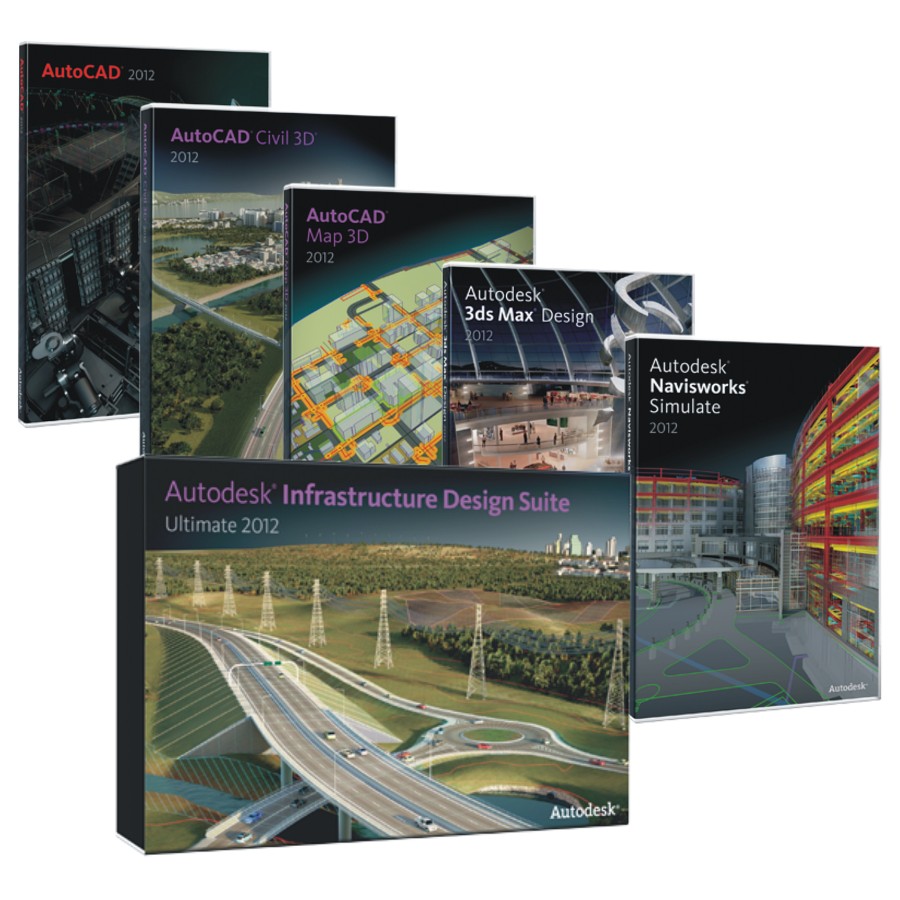 AutoCAD® 2012
AutoCAD® Civil 3D®
2012
AutoCAD®
Map 3D
2012
Autodesk®
3ds Max® Design
2012
Autodesk®
Navisworks®
Simulate
2012
Autodesk®
Autodesk® Infrastructure Design Suite
Ultimate 2012
Autodesk®